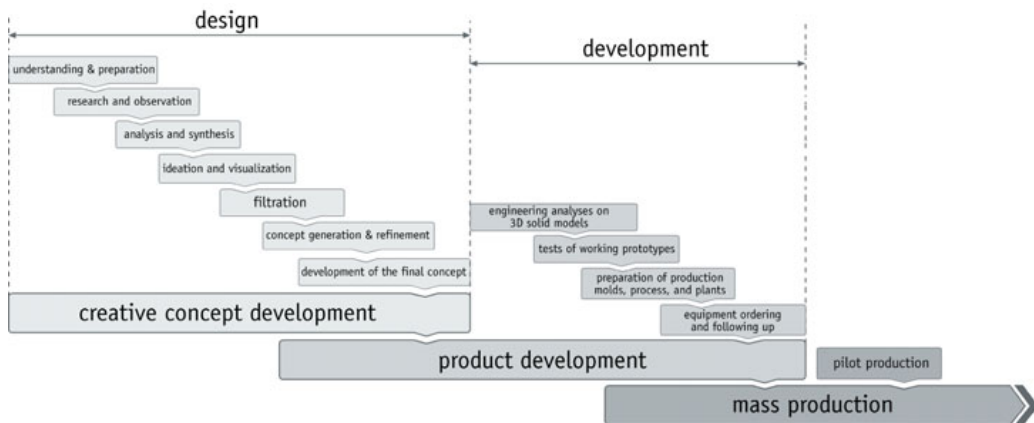 design
development
understanding & preparation
research and observation
analysis and synthesis
ideation and visualization
filtration
engineering analyses on
3D solid models
concept generation & refinement
tests of working prototypes
development of the final concept
preparation of production
molds, process, and plants
creative concept development
equipment ordering
and following up
product development
pilot production
mass production